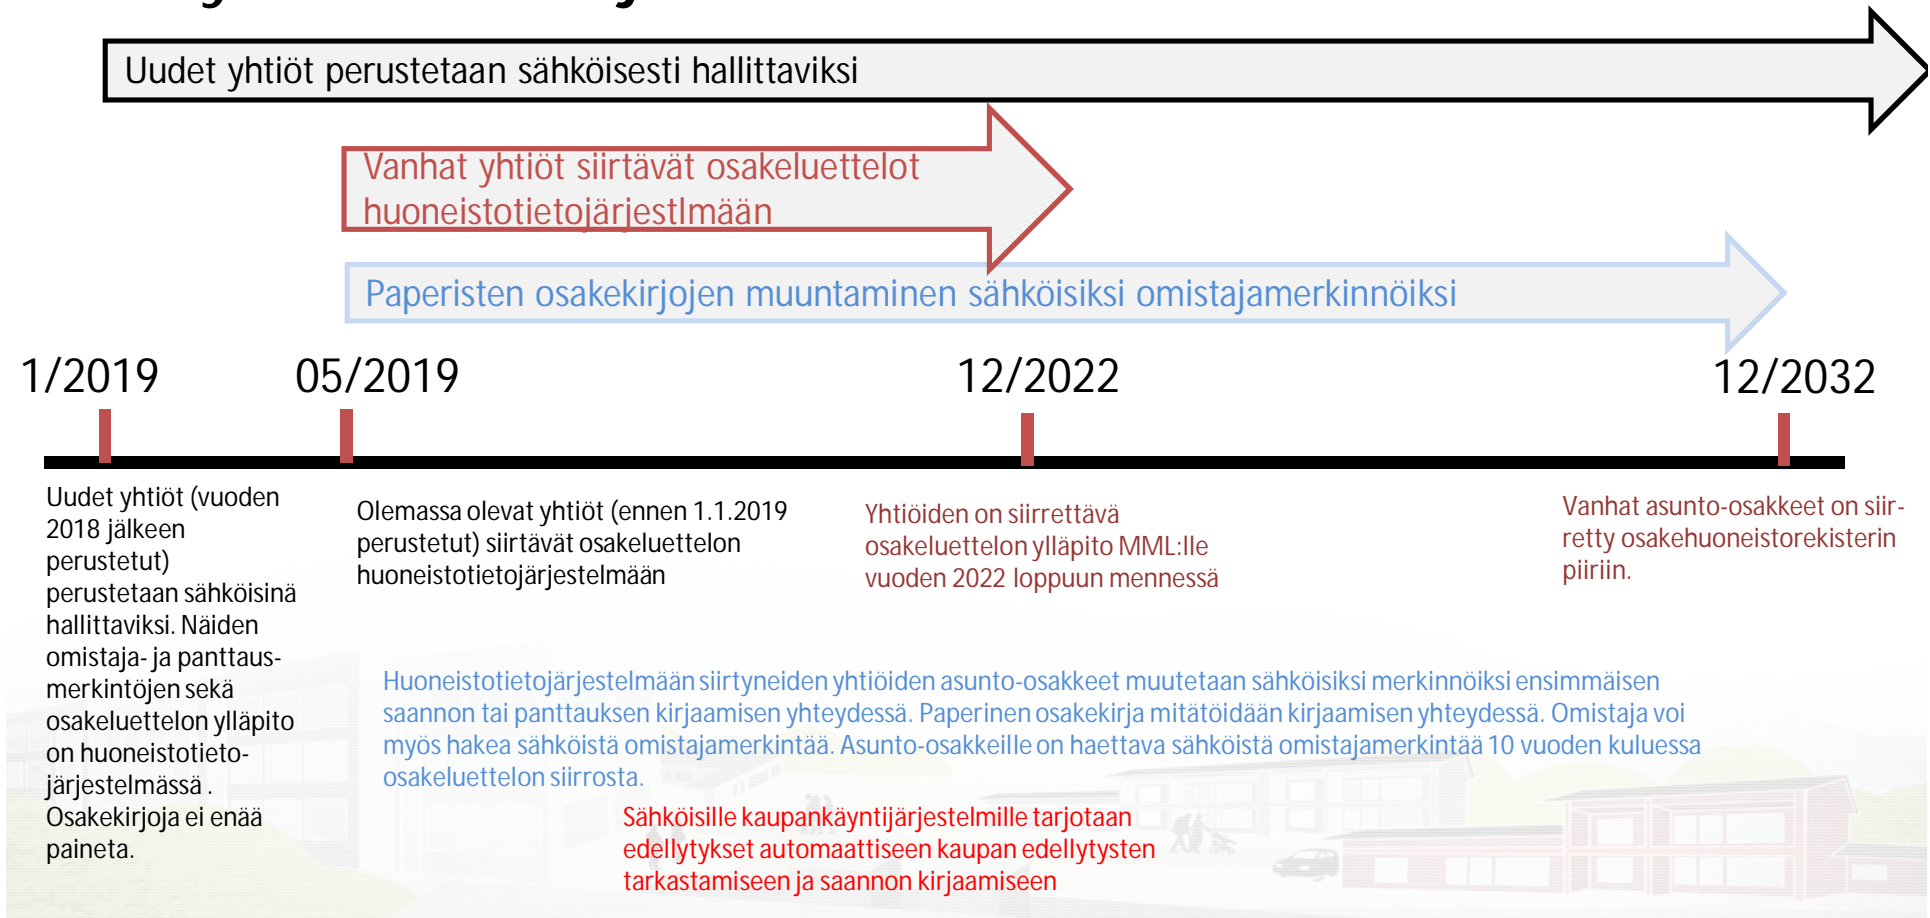 Uudet yhtiöt perustetaan sähköisesti hallittaviksi
Vanhat yhtiöt siirtävät osakeluettelot
huoneistotietojärjestlmään
Paperisten osakekirjojen muuntaminen sähköisiksi omistajamerkinnöiksi
1/2019
05/2019
12/2022
12/2032
Uudet yhtiöt (vuoden
2018 jälkeen
perustetut)
perustetaan sähköisinä
hallittaviksi. Näiden
omistaja- ja panttaus-
merkintöjen sekä
osakeluettelon ylläpito
on huoneistotieto-
järjestelmässä .
Osakekirjoja ei enää
paineta.
Olemassa olevat yhtiöt (ennen 1.1.2019
perustetut) siirtävät osakeluettelon
huoneistotietojärjestelmään
Yhtiöiden on siirrettävä
osakeluettelon ylläpito MML:lle
vuoden 2022 loppuun mennessä
Vanhat asunto-osakkeet on siir-
retty osakehuoneistorekisterin
piiriin.
Huoneistotietojärjestelmään siirtyneiden yhtiöiden asunto-osakkeet muutetaan sähköisiksi merkinnöiksi ensimmäisen
saannon tai panttauksen kirjaamisen yhteydessä. Paperinen osakekirja mitätöidään kirjaamisen yhteydessä. Omistaja voi
myös hakea sähköistä omistajamerkintää. Asunto-osakkeille on haettava sähköistä omistajamerkintää 10 vuoden kuluessa
osakeluettelon siirrosta.
Sähköisille kaupankäyntijärjestelmille tarjotaan
edellytykset automaattiseen kaupan edellytysten
tarkastamiseen ja saannon kirjaamiseen